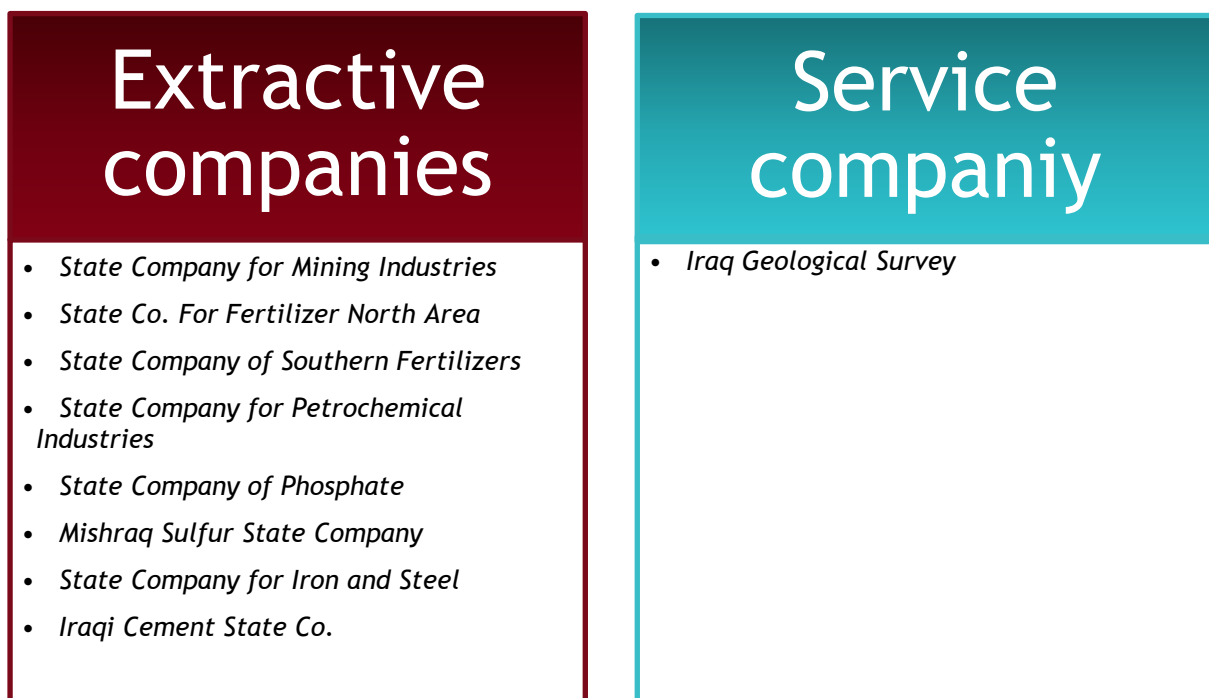 Extractive
companies
• State Company for Mining Industries
• State Co. For Fertilizer North Area
• State Company of Southern Fertilizers
• State Company for Petrochemical
Industries
• State Company of Phosphate
• Mishraq Sulfur State Company
• State Company for Iron and Steel
• Iraqi Cement State Co.
Service
companiy
• Iraq Geological Survey